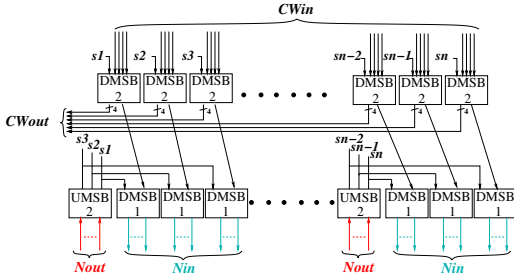 CWin
s1 s2 s3 sn−2 sn−1 sn
DMSB 2 DMSB 2 DMSB 2 DMSB 2 DMSB 2 DMSB 2
4 4 4 4 4 4
CWout
s3 s2 s1 sn−2 sn−1 sn
UMSB 2 DMSB 1 DMSB 1 DMSB 1 UMSB 2 DMSB 1 DMSB 1 DMSB 1
Nout Nin Nout Nin